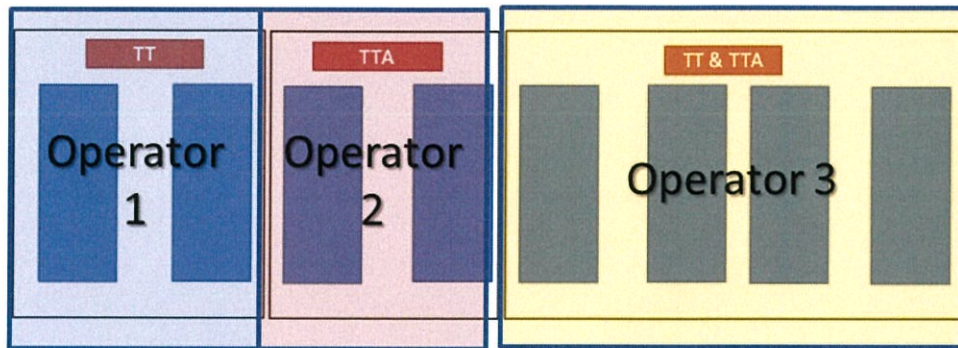 TT
TTA
TT & TTA
Operator
1
Operator
2
Operator 3